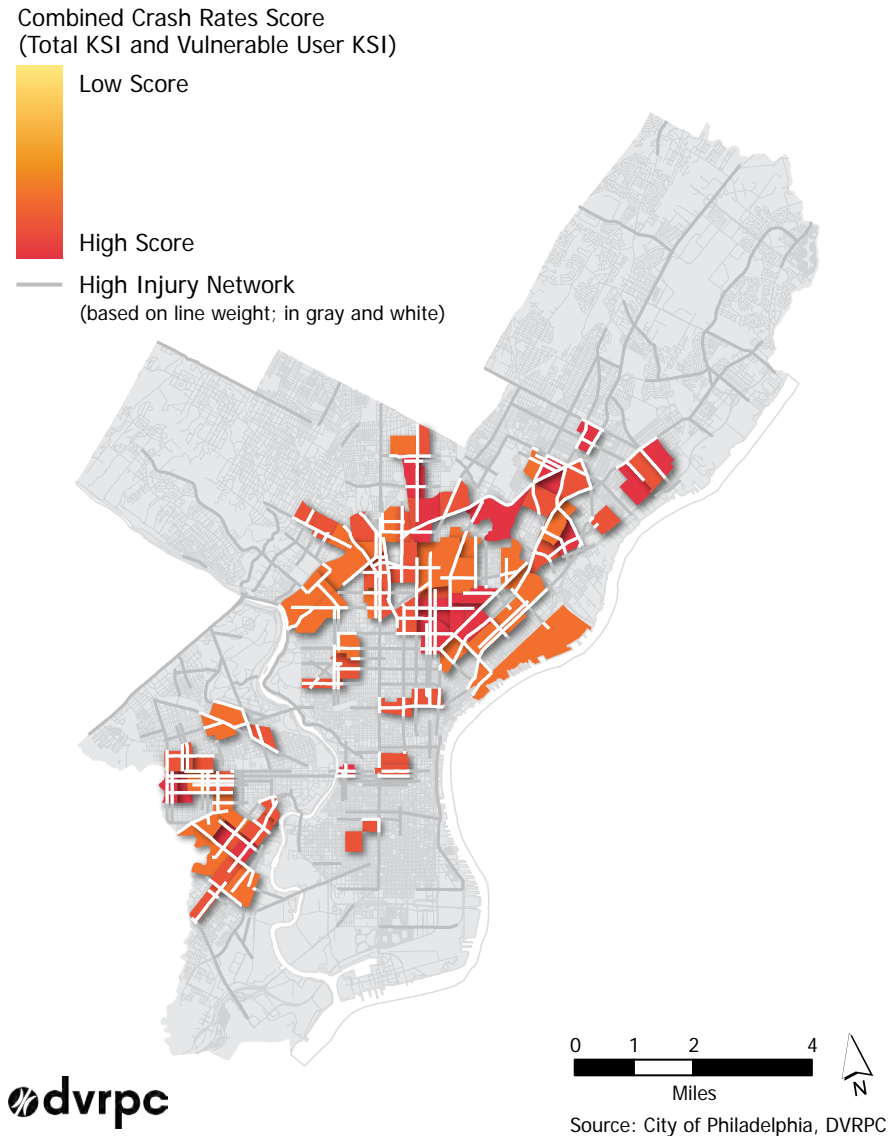 Combined Crash Rates Score
(Total KSI and Vulnerable User KSI)
Low Score
High Score
High Injury Network
(based on line weight; in gray and white)
0 1 2 4
Miles
N
dvrpc
Source: City of Philadelphia, DVRPC